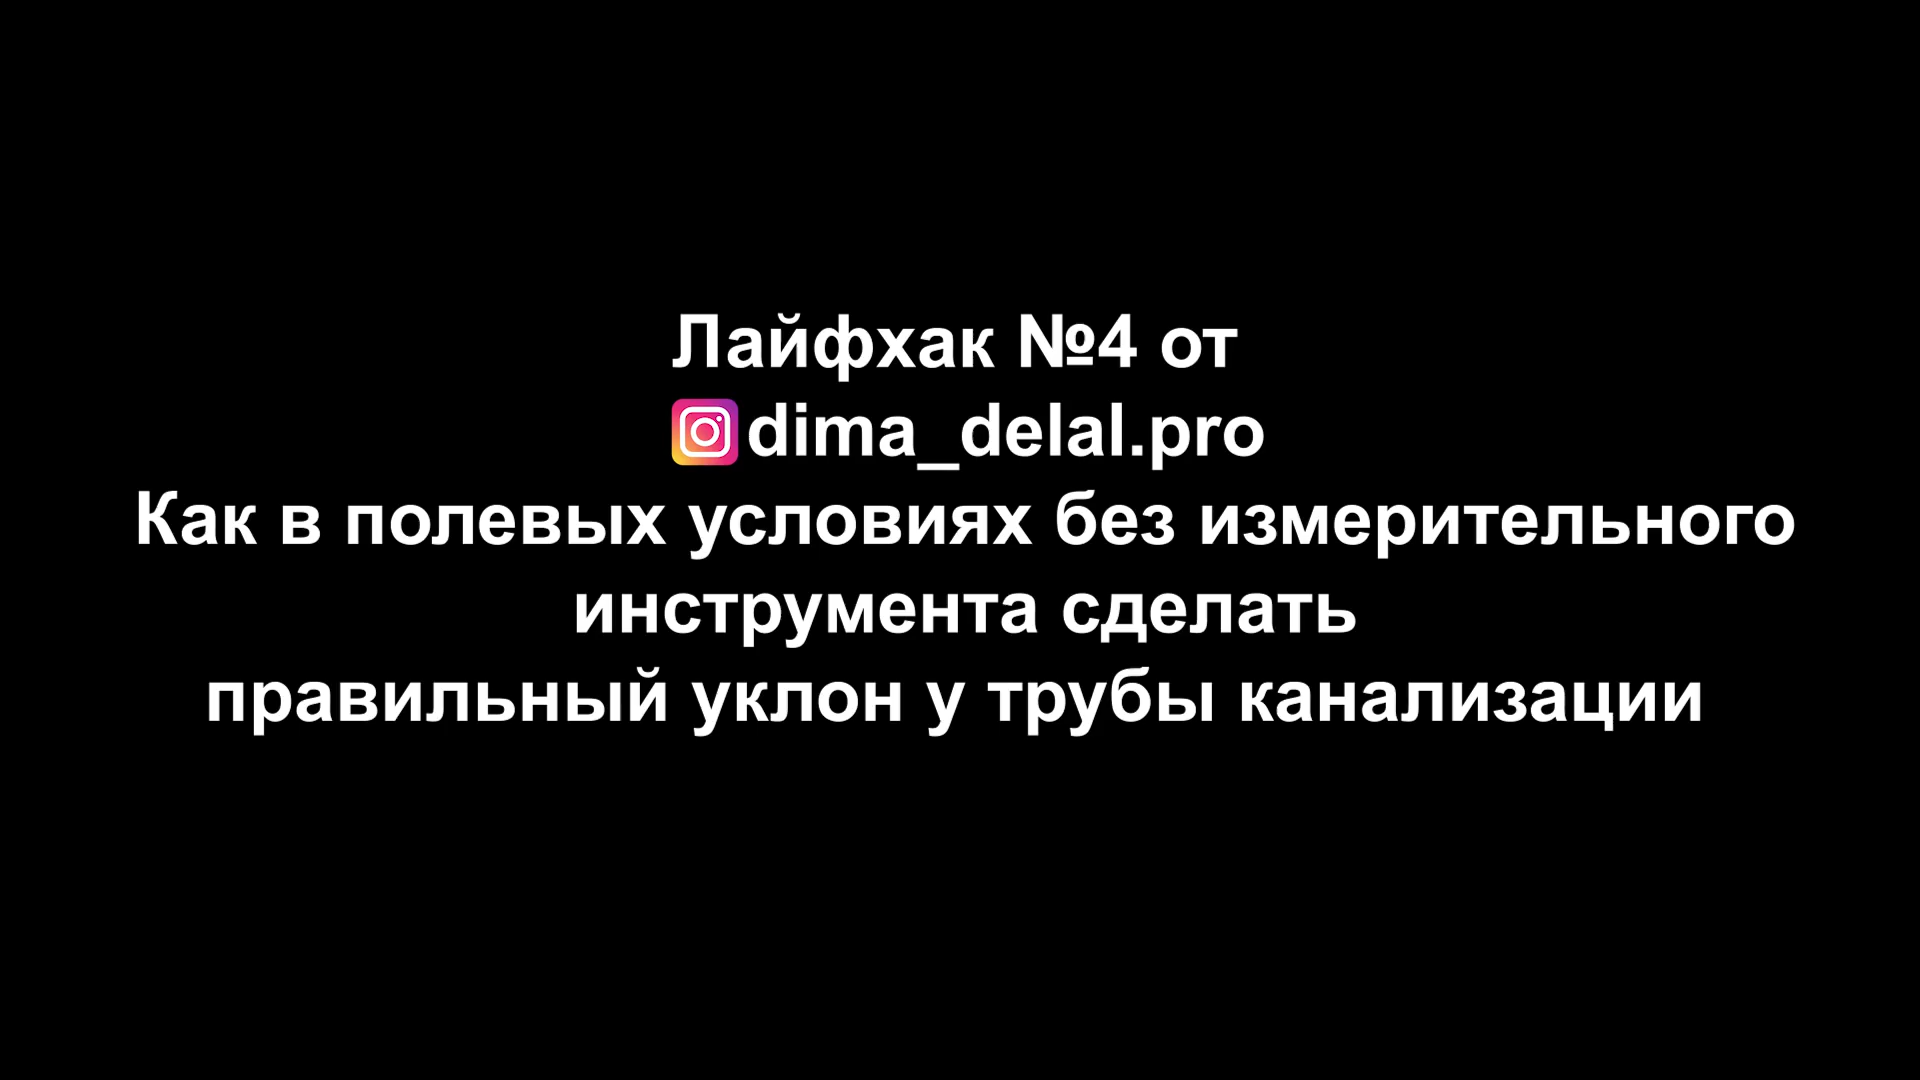 Лайфхак №4 от
dima_delal.pro
Как в полевых условиях без измерительного
инструмента сделать
правильный уклон у трубы канализации